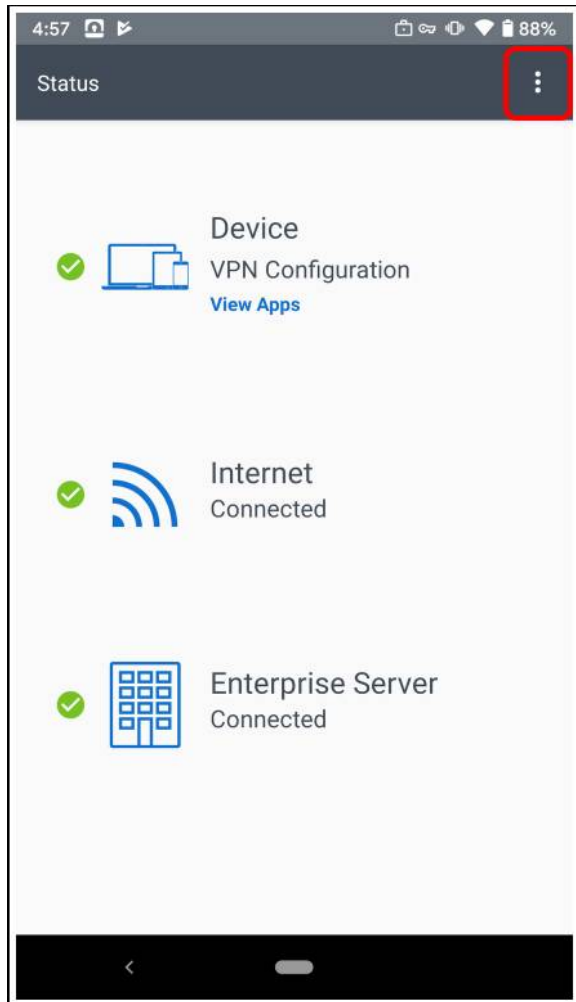 4:57 88%
Status
Device
VPN Configuration
View Apps
Internet
Connected
Enterprise Server
Connected